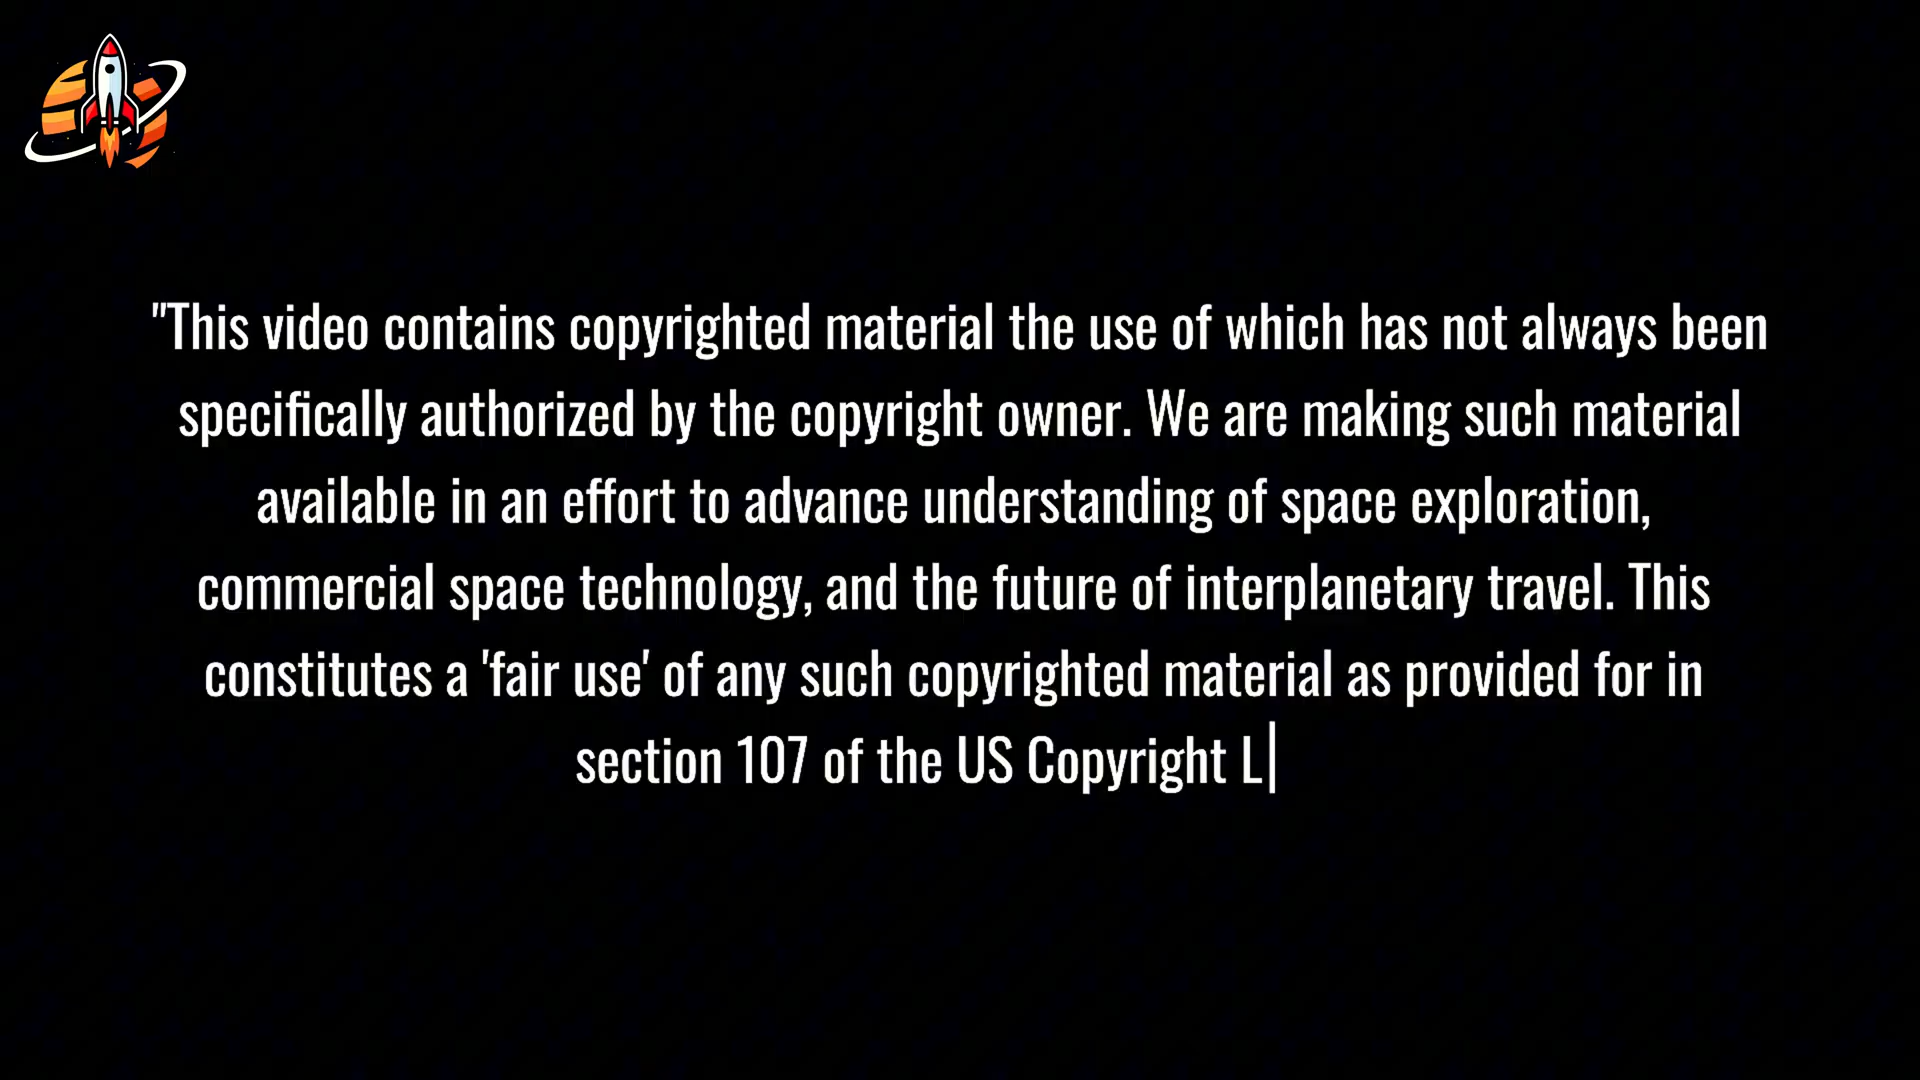 "This video contains copyrighted material the use of which has not always been
specifically authorized by the copyright owner. We are making such material
available in an effort to advance understanding of space exploration,
commercial space technology, and the future of interplanetary travel. This
constitutes a 'fair use' of any such copyrighted material as provided for in
section 107 of the US Copyright L